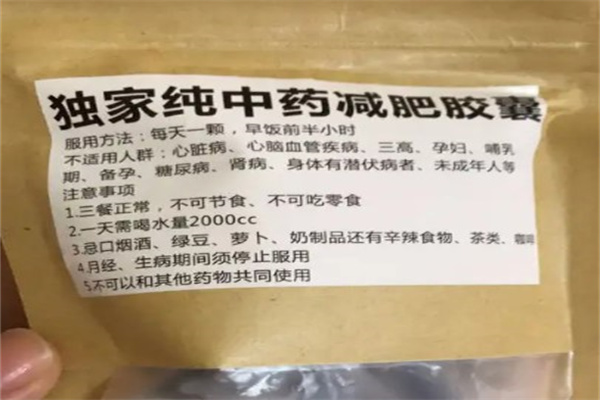 独家纯中药减肥胶囊
服用方法：每天一颗，早饭前半小时
不适用人群：心脏病、心脑血管疾病、三高、孕妇、哺乳
期、备孕、糖尿病、肾病、身体有潜伏病者、未成年人等
注意事项
1.三餐正常，不可节食、不可吃零食
2.一天需喝水量2000cc
3.忌口烟酒、绿豆、萝卜、奶制品还有辛辣食物、茶类、咖啡
4.月经、生病期间须停止服用
5.不可以和其他药物共同使用